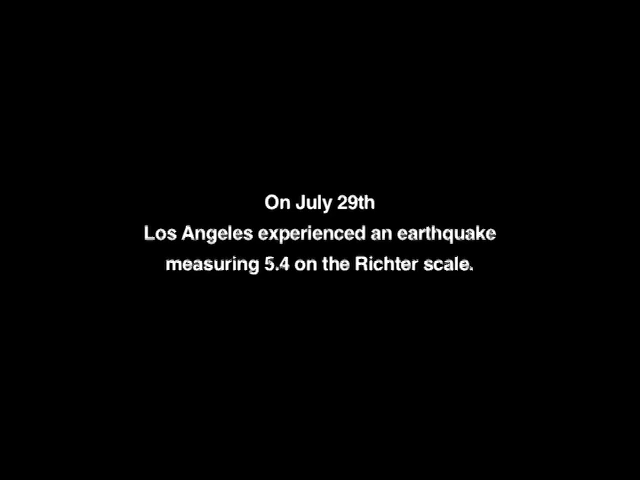 On July 29th
Los Angeles experienced an earthquake
measuring 5.4 on the Richter scale.